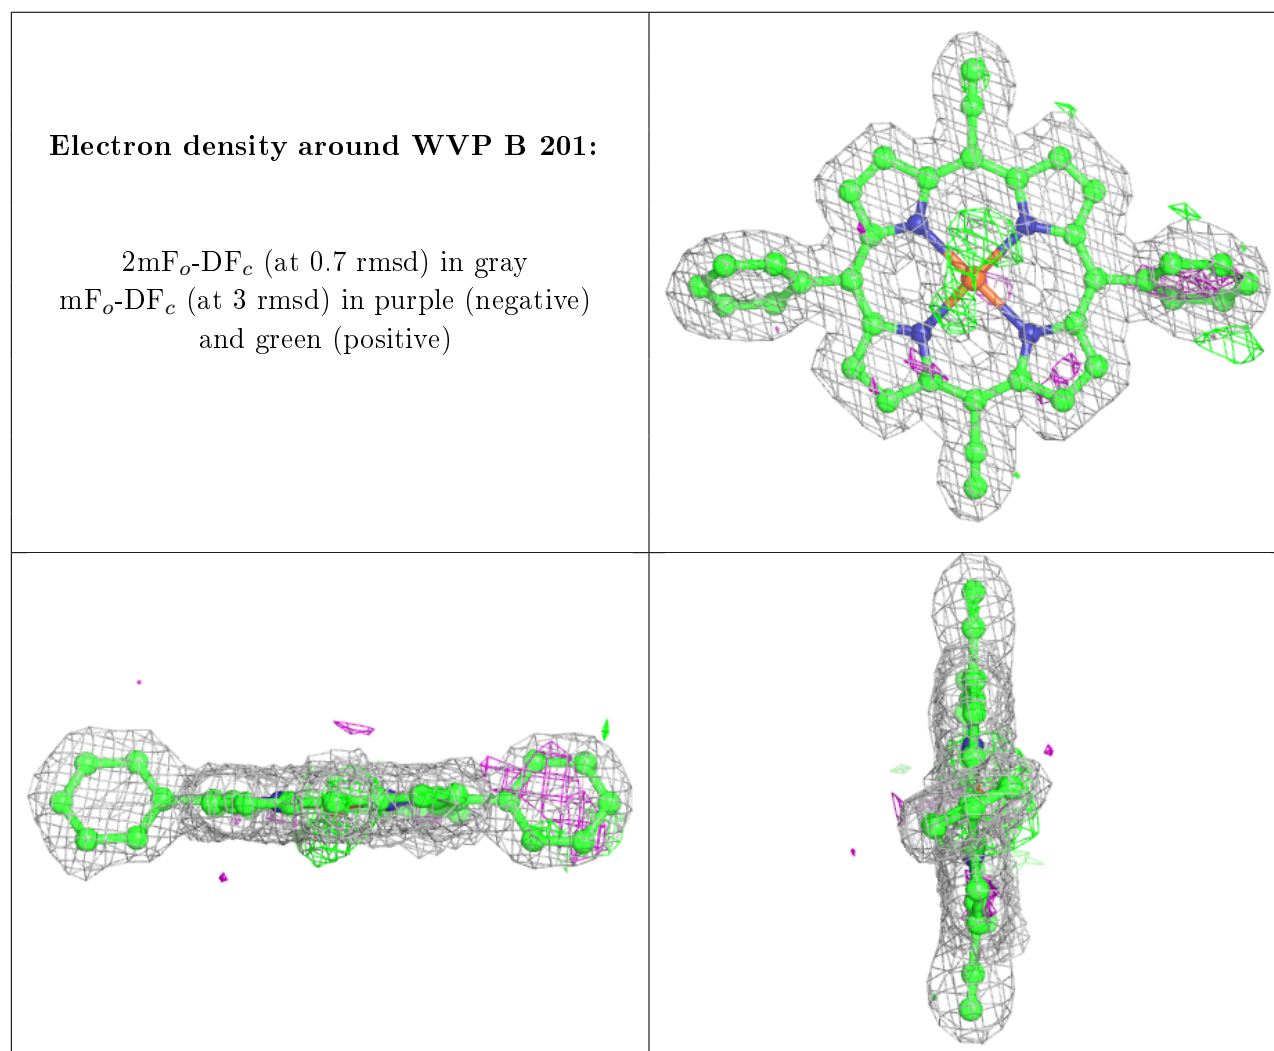 Electron density around WVP B 201:
2mFₒ-DF𝒸 (at 0.7 rmsd) in gray
mFₒ-DF𝒸 (at 3 rmsd) in purple (negative)
and green (positive)